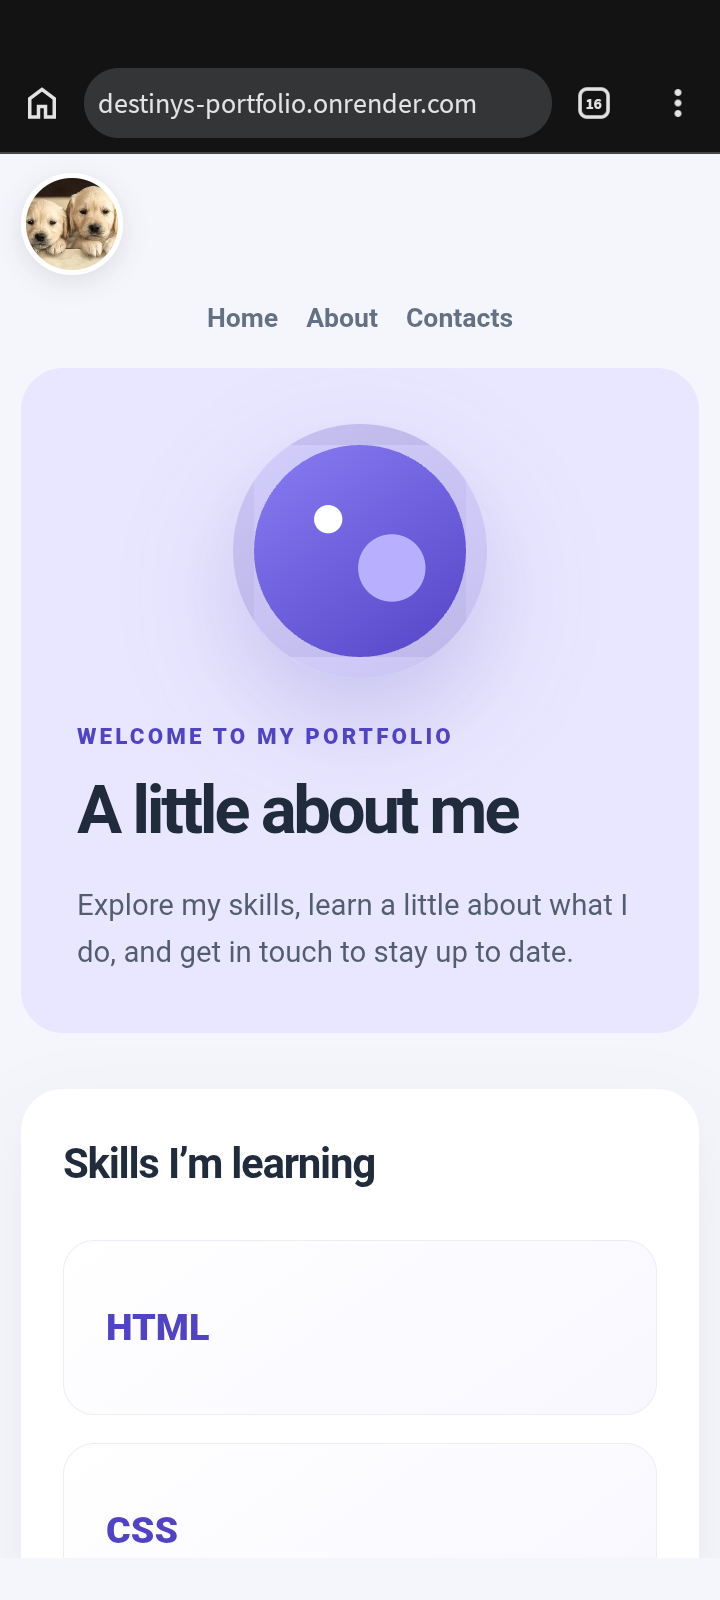 destinys-portfolio.onrender.com
16
Home About Contacts
WELCOME TO MY PORTFOLIO
A little about me
Explore my skills, learn a little about what I
do, and get in touch to stay up to date.
Skills I’m learning
HTML
CSS